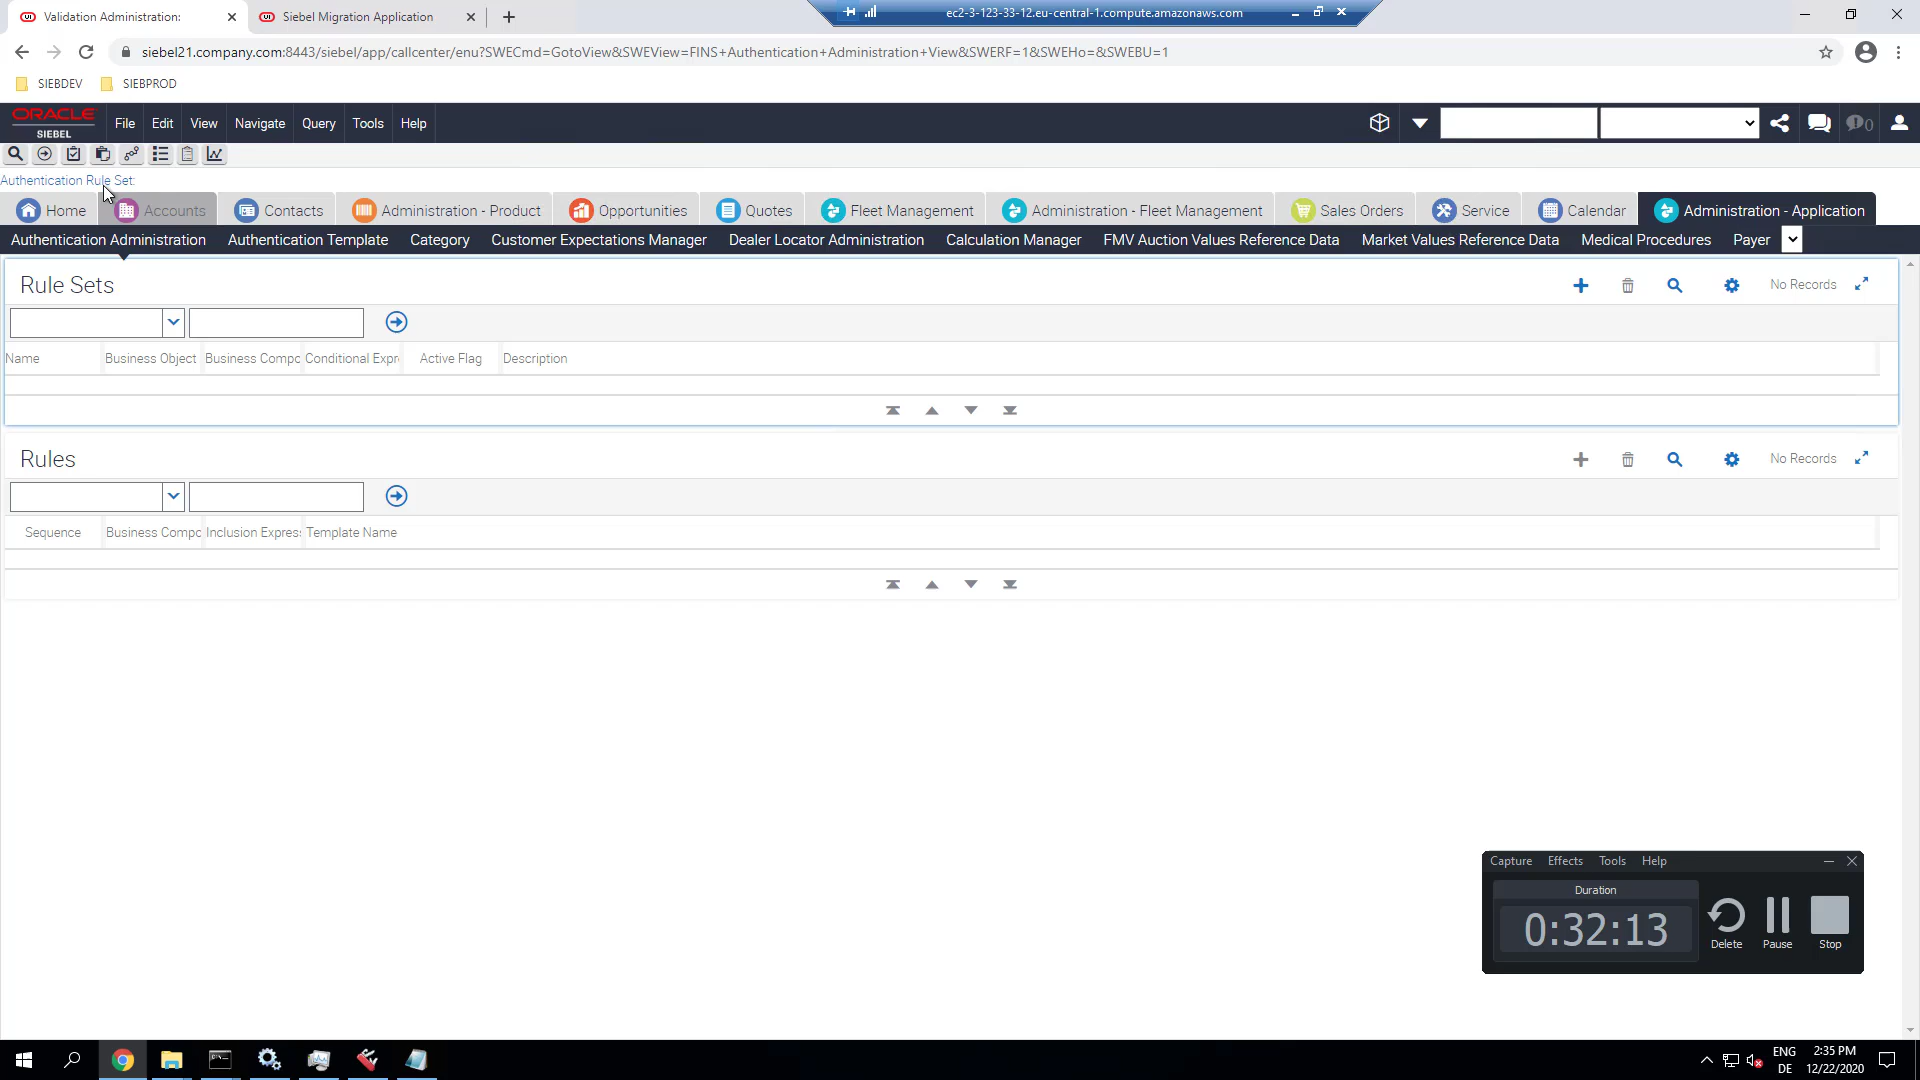 Validation Administration:
Siebel Migration Application
ec2-3-123-33-12.eu-central-1.compute.amazonaws.com
siebel21.company.com:8443/siebel/app/callcenter/enu?SWECmd=GotoView&SWEView=FINS+Authentication+Administration+View&SWERF=1&SWEHo=&SWEBU=1
SIEBDEV
SIEBPROD
ORACLE
SIEBEL
File Edit View Navigate Query Tools Help
0
Authentication Rule Set:
Home Accounts Contacts Administration - Product Opportunities Quotes Fleet Management Administration - Fleet Management Sales Orders Service Calendar Administration - Application
Authentication Administration Authentication Template Category Customer Expectations Manager Dealer Locator Administration Calculation Manager FMV Auction Values Reference Data Market Values Reference Data Medical Procedures Payer
Rule Sets
No Records
Name Business Object Business Compo Conditional Expr Active Flag Description
Rules
No Records
Sequence Business Compo Inclusion Express Template Name
Capture Effects Tools Help
Duration
0:32:13
Delete Pause Stop
ENG
DE
2:35 PM
12/22/2020